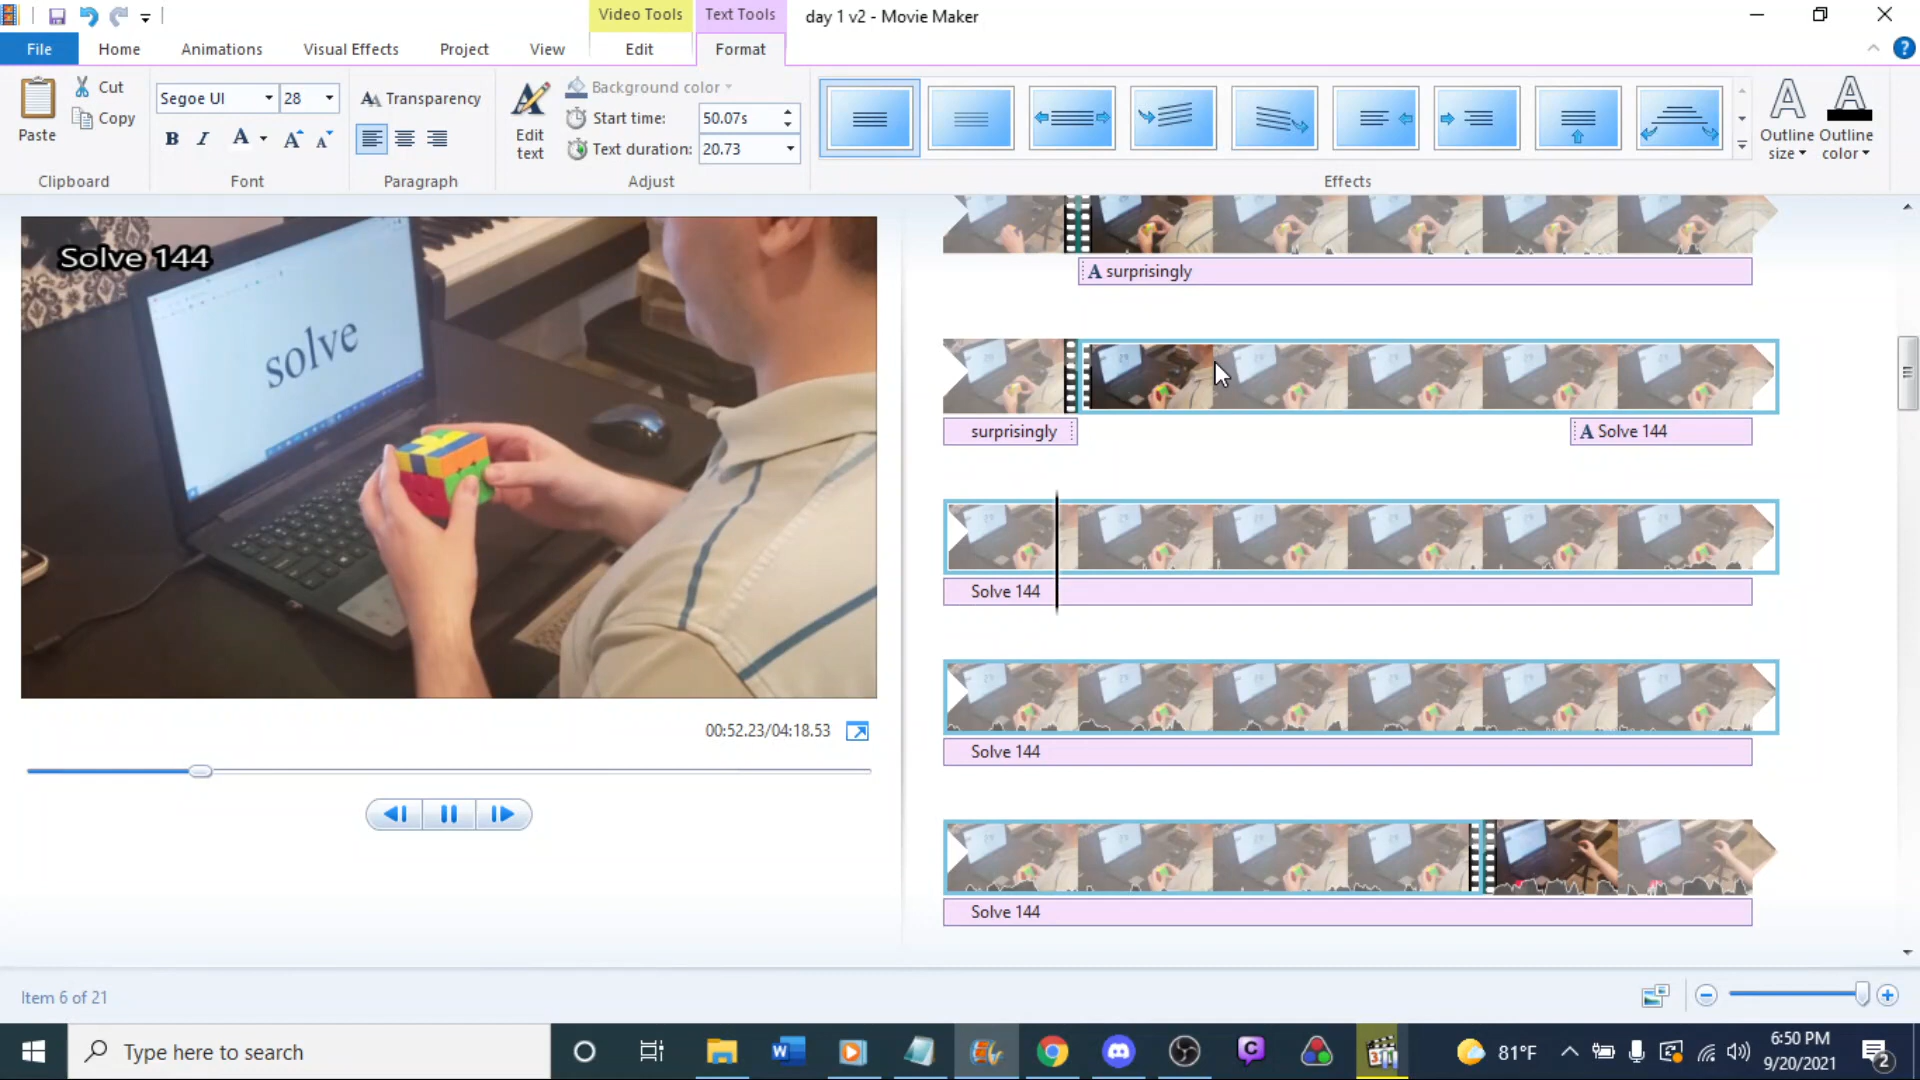 day 1 v2 - Movie Maker
Video Tools
Text Tools
File
Home
Animations
Visual Effects
Project
View
Edit
Format
Paste
Cut
Copy
Clipboard
Segoe UI
28
B
I
A
A
A
Font
AA Transparency
Paragraph
Edit text
Background color
Start time: 50.07s
Text duration: 20.73
Adjust
Effects
Outline size
Outline color
Solve 144
solve
00:52.23/04:18.53
A surprisingly
surprisingly
A Solve 144
Solve 144
Solve 144
Solve 144
Item 6 of 21
Type here to search
81°F
6:50 PM
9/20/2021
2